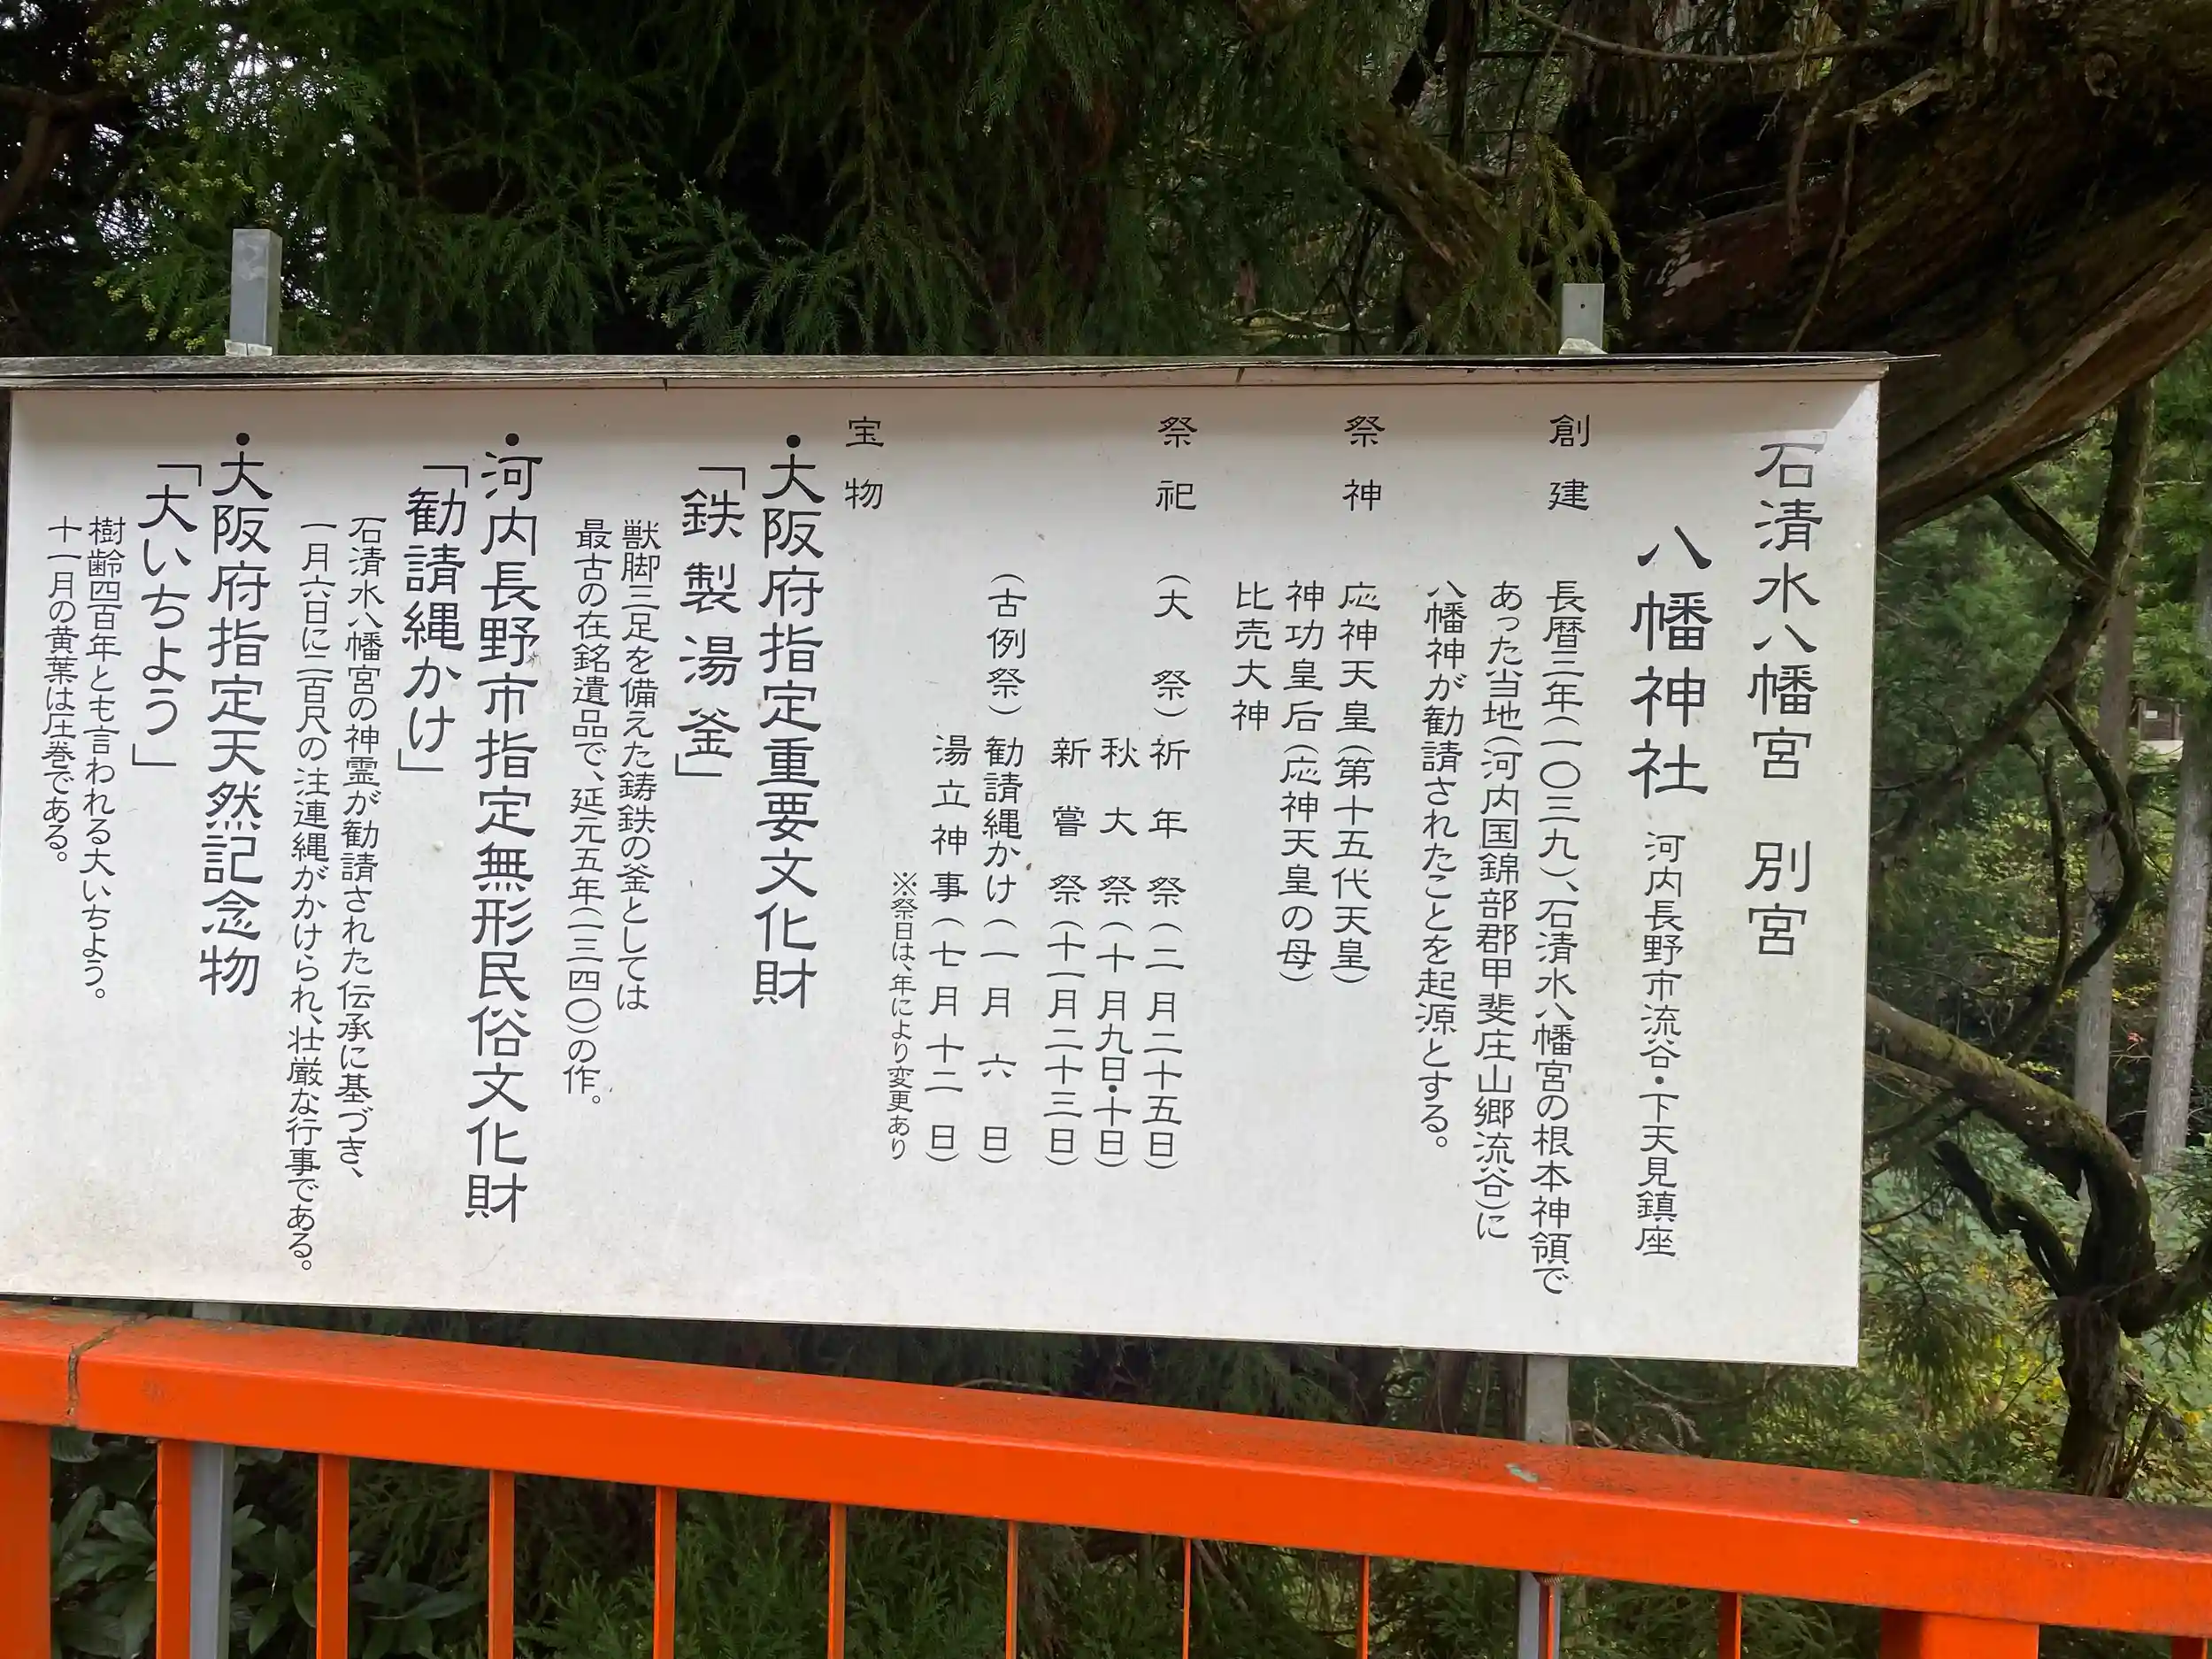 石清水八幡宮 別宮
八幡神社 河内長野市流谷・下天見鎮座
創建
長暦三年(一〇三九)、石清水八幡宮の根本神領で
あった当地(河内国錦部郡甲斐庄山郷流谷)に
八幡神が勧請されたことを起源とする。
祭神
応神天皇(第十五代天皇)
神功皇后(応神天皇の母)
比売大神
祭祀
(大祭)祈年祭(二月二十五日)
秋大祭(十月九日・十日)
新嘗祭(十一月二十三日)
(古例祭)勧請縄かけ(一月六日)
湯立神事(七月十二日)
※祭日は、年により変更あり
宝物
・大阪府指定重要文化財
「鉄製湯釜」
獣脚三足を備えた鋳鉄の釜としては
最古の在銘遺品で、延元五年(一三四〇)の作。
・河内長野市指定無形民俗文化財
「勧請縄かけ」
石清水八幡宮の神霊が勧請された伝承に基づき、
一月六日に二百尺の注連縄がかけられ、壮厳な行事である。
・大阪府指定天然記念物
「大いちよう」
樹齢四百年とも言われる大いちよう。
十一月の黄葉は圧巻である。